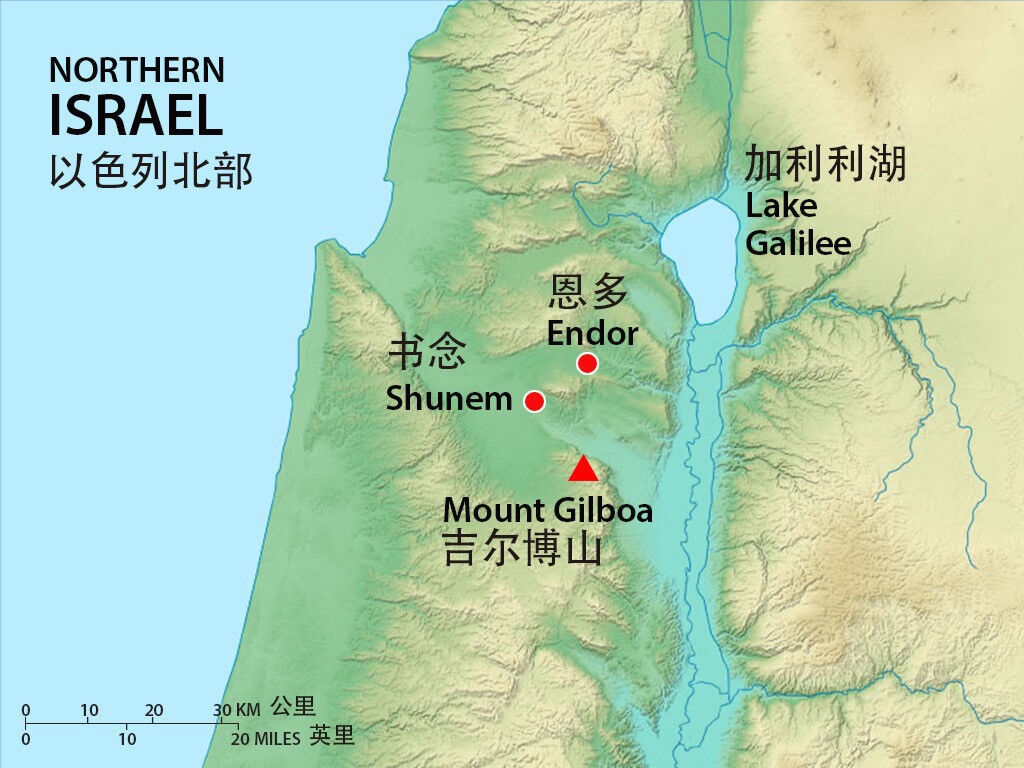 NORTHERN
ISRAEL
以色列北部
加利利湖
Lake
Galilee
恩多
Endor
书念
Shunem
Mount Gilboa
吉尔博山
0 10 20 30 KM 公里
0 10 20 MILES 英里